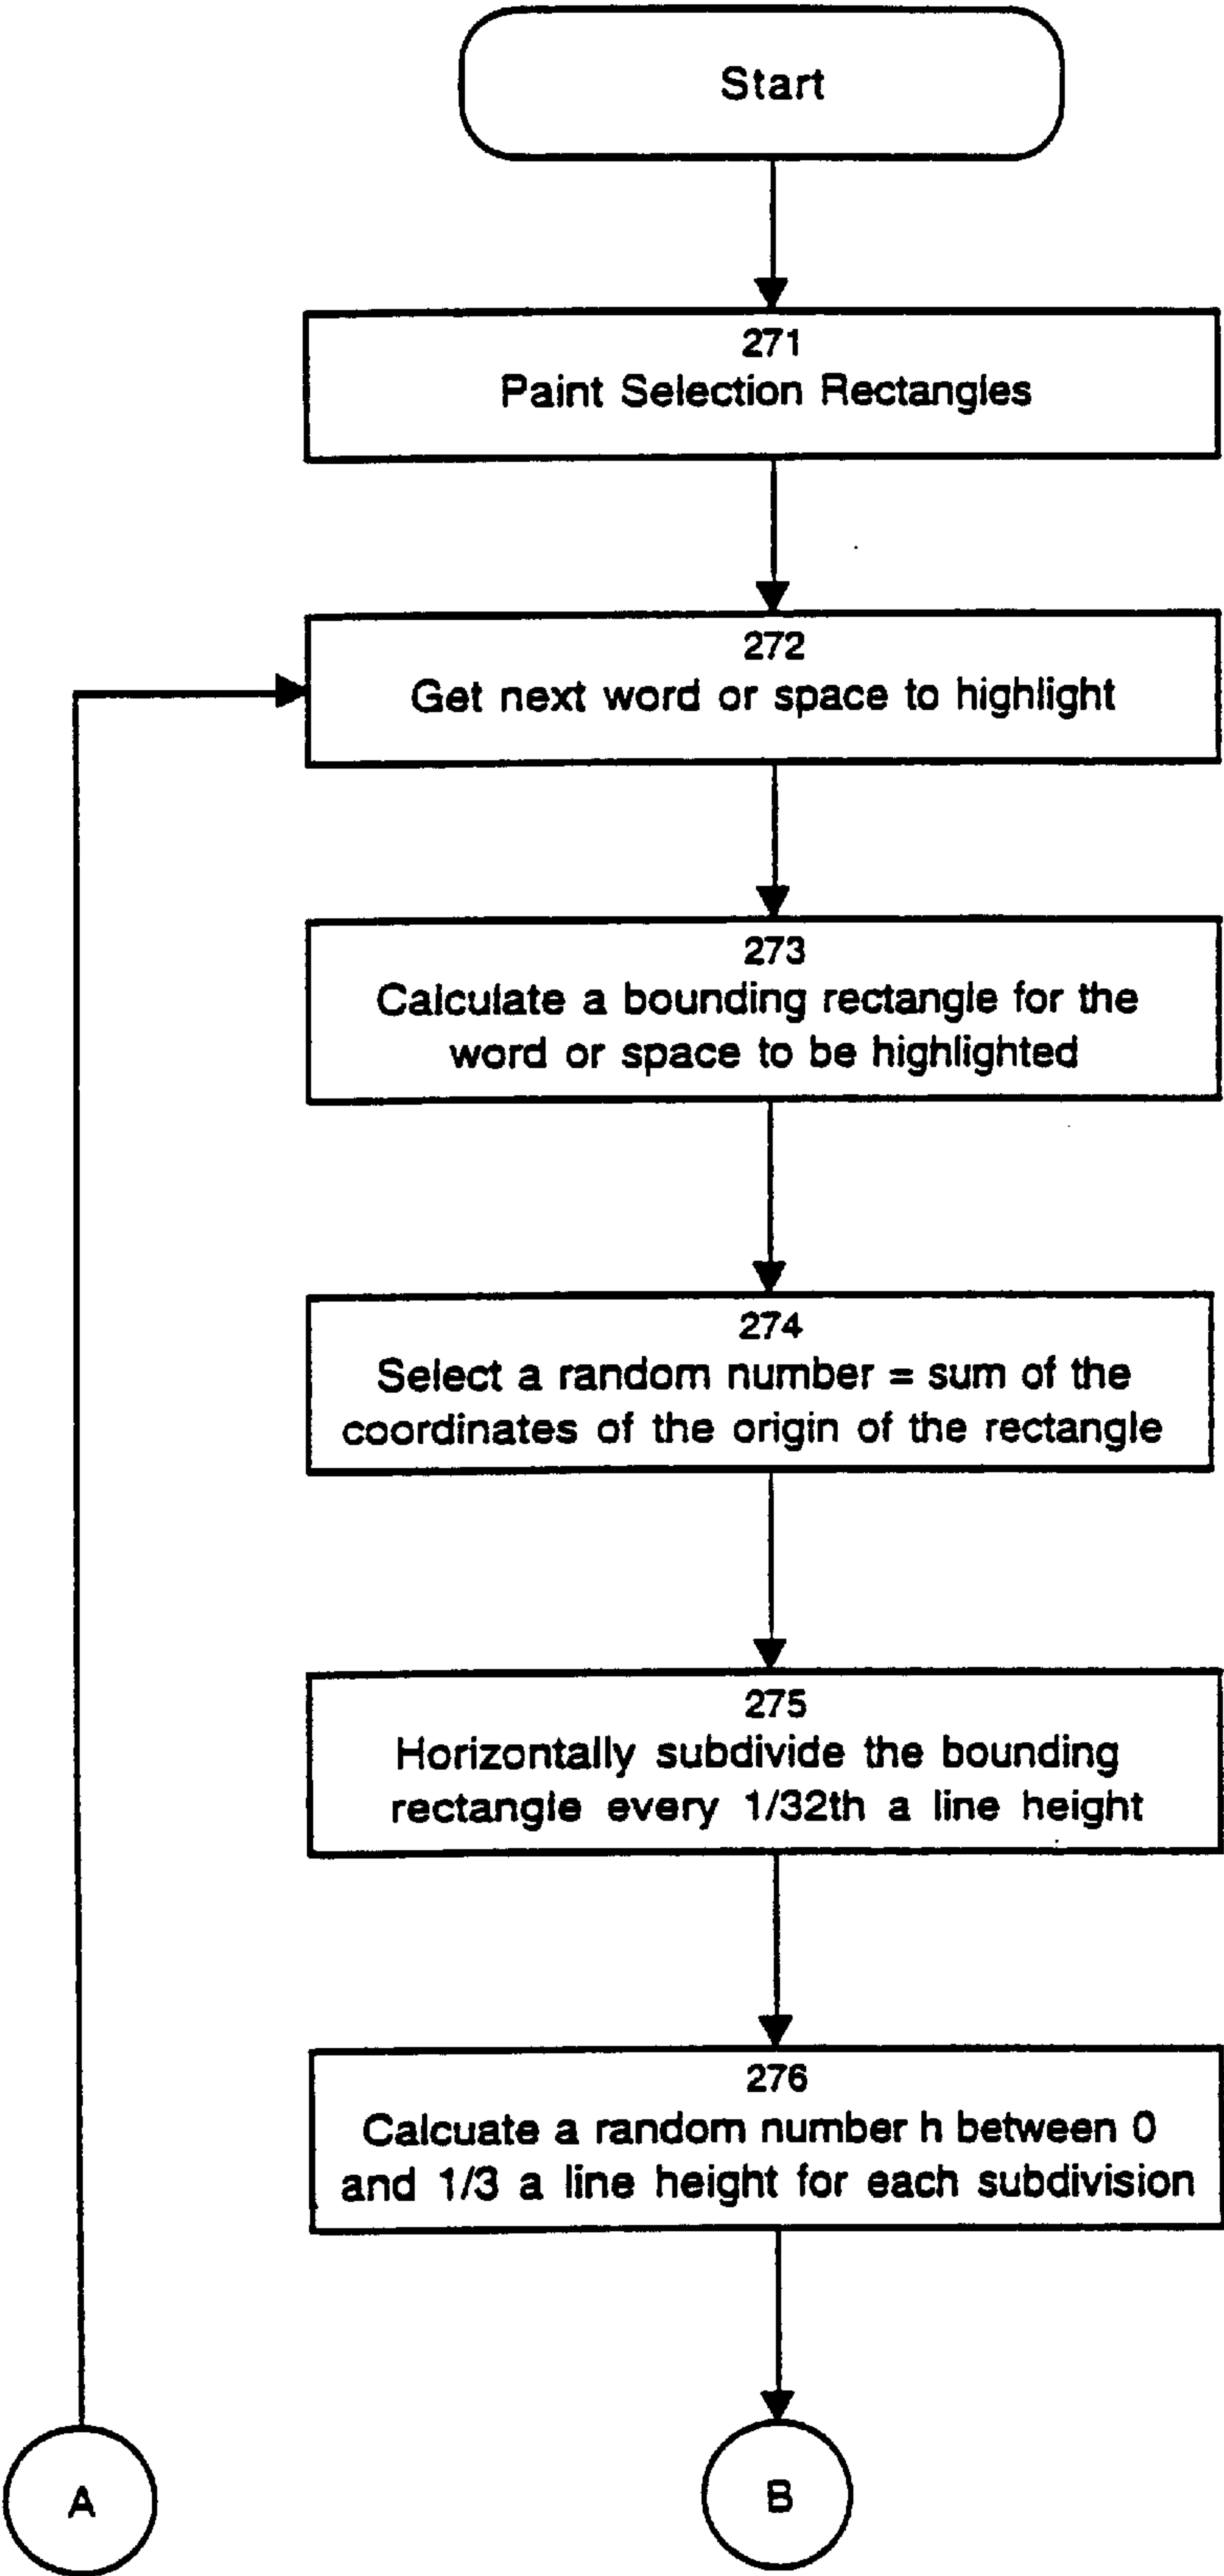 Start
271
Paint Selection Rectangles
272
Get next word or space to highlight
273
Calculate a bounding rectangle for the
word or space to be highlighted
274
Select a random number = sum of the
coordinates of the origin of the rectangle
275
Horizontally subdivide the bounding
rectangle every 1/32th a line height
276
Calcuate a random number h between 0
and 1/3 a line height for each subdivision
A
B